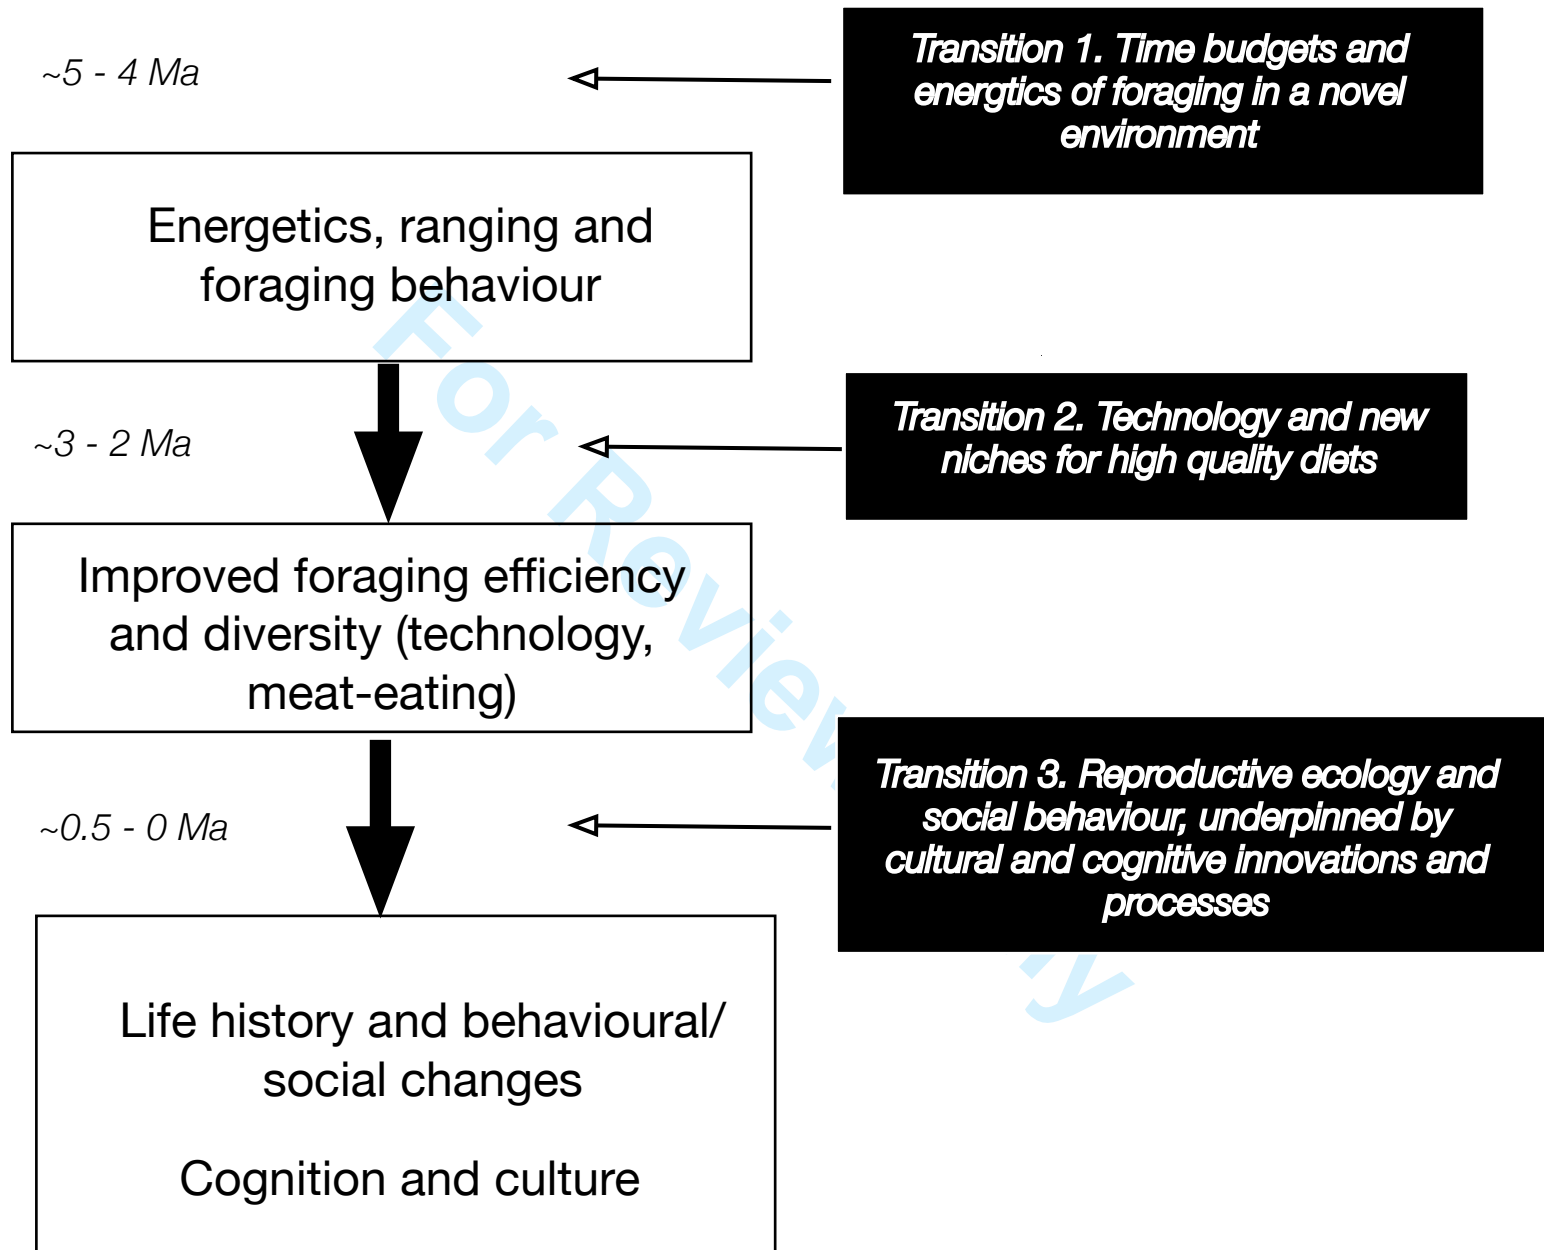 ~5 - 4 Ma
Transition 1. Time budgets and
energtics of foraging in a novel
environment
Energetics, ranging and
foraging behaviour
~3 - 2 Ma
Transition 2. Technology and new
niches for high quality diets
Improved foraging efficiency
and diversity (technology,
meat-eating)
~0.5 - 0 Ma
Transition 3. Reproductive ecology and
social behaviour, underpinned by
cultural and cognitive innovations and
processes
Life history and behavioural/
social changes
Cognition and culture
For Review